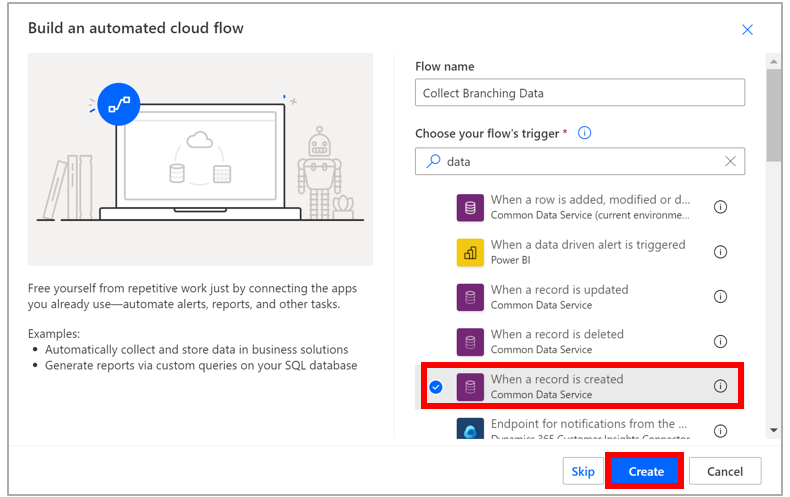 Build an automated cloud flow
Free yourself from repetitive work just by connecting the apps
you already use—automate alerts, reports, and other tasks.
Examples:
• Automatically collect and store data in business solutions
• Generate reports via custom queries on your SQL database
Flow name
Collect Branching Data
Choose your flow's trigger *
data
When a row is added, modified or d...
Common Data Service (current environme...
When a data driven alert is triggered
Power BI
When a record is updated
Common Data Service
When a record is deleted
Common Data Service
When a record is created
Common Data Service
Endpoint for notifications from the ...
Dynamics 365 Customer Insights Connector
Skip
Create
Cancel